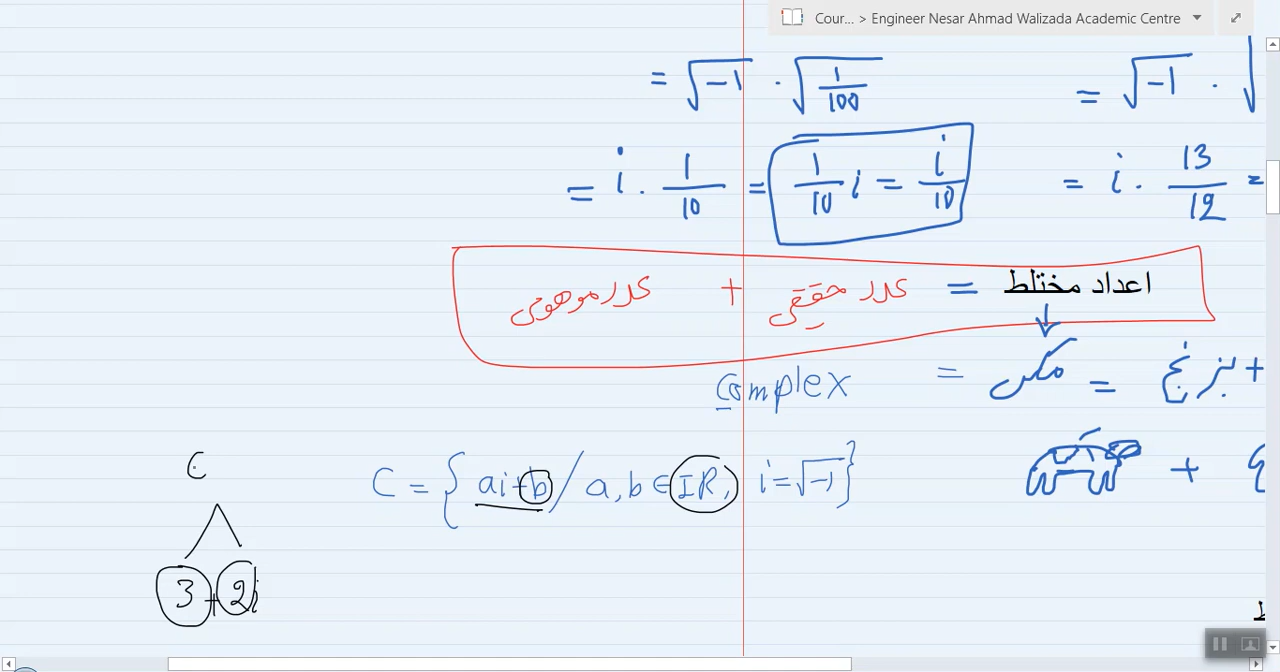 Cour... > Engineer Nesar Ahmad Walizada Academic Centre
= √-1 · √1/100
= √-1 · √
= i · 1/10 = 1/10 i = i/10
= i · 13/12 =
اعداد مختلط = عدد حقیقی + عدد موهومی
Complex = مکس =
C
C = { ai+b / a, b ∈ IR, i = √-1 }
+
3 + 2i